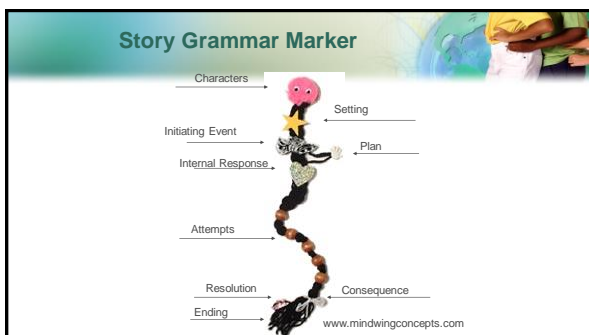 Story Grammar Marker
Characters
Setting
Initiating Event
Plan
Internal Response
Attempts
Resolution
Consequence
Ending
www.mindwingconcepts.com